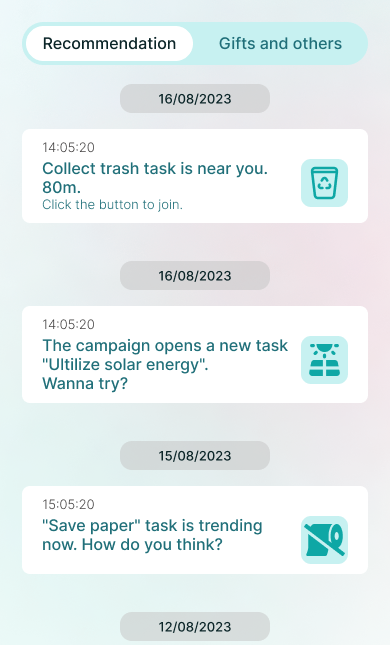 Recommendation
Gifts and others
16/08/2023
14:05:20
Collect trash task is near you.
80m.
Click the button to join.
16/08/2023
14:05:20
The campaign opens a new task
"Ultilize solar energy".
Wanna try?
15/08/2023
15:05:20
"Save paper" task is trending
now. How do you think?
12/08/2023